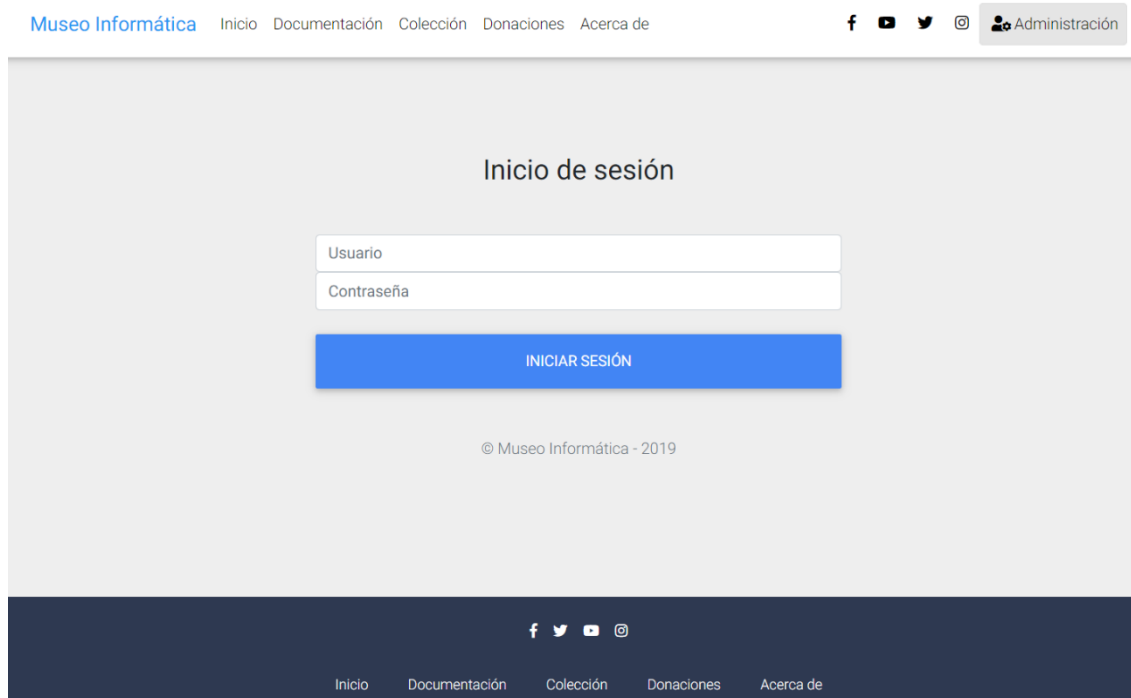 Museo Informática Inicio Documentación Colección Donaciones Acerca de Administración
Inicio de sesión
Usuario
Contraseña
INICIAR SESIÓN
© Museo Informática - 2019
Inicio Documentación Colección Donaciones Acerca de